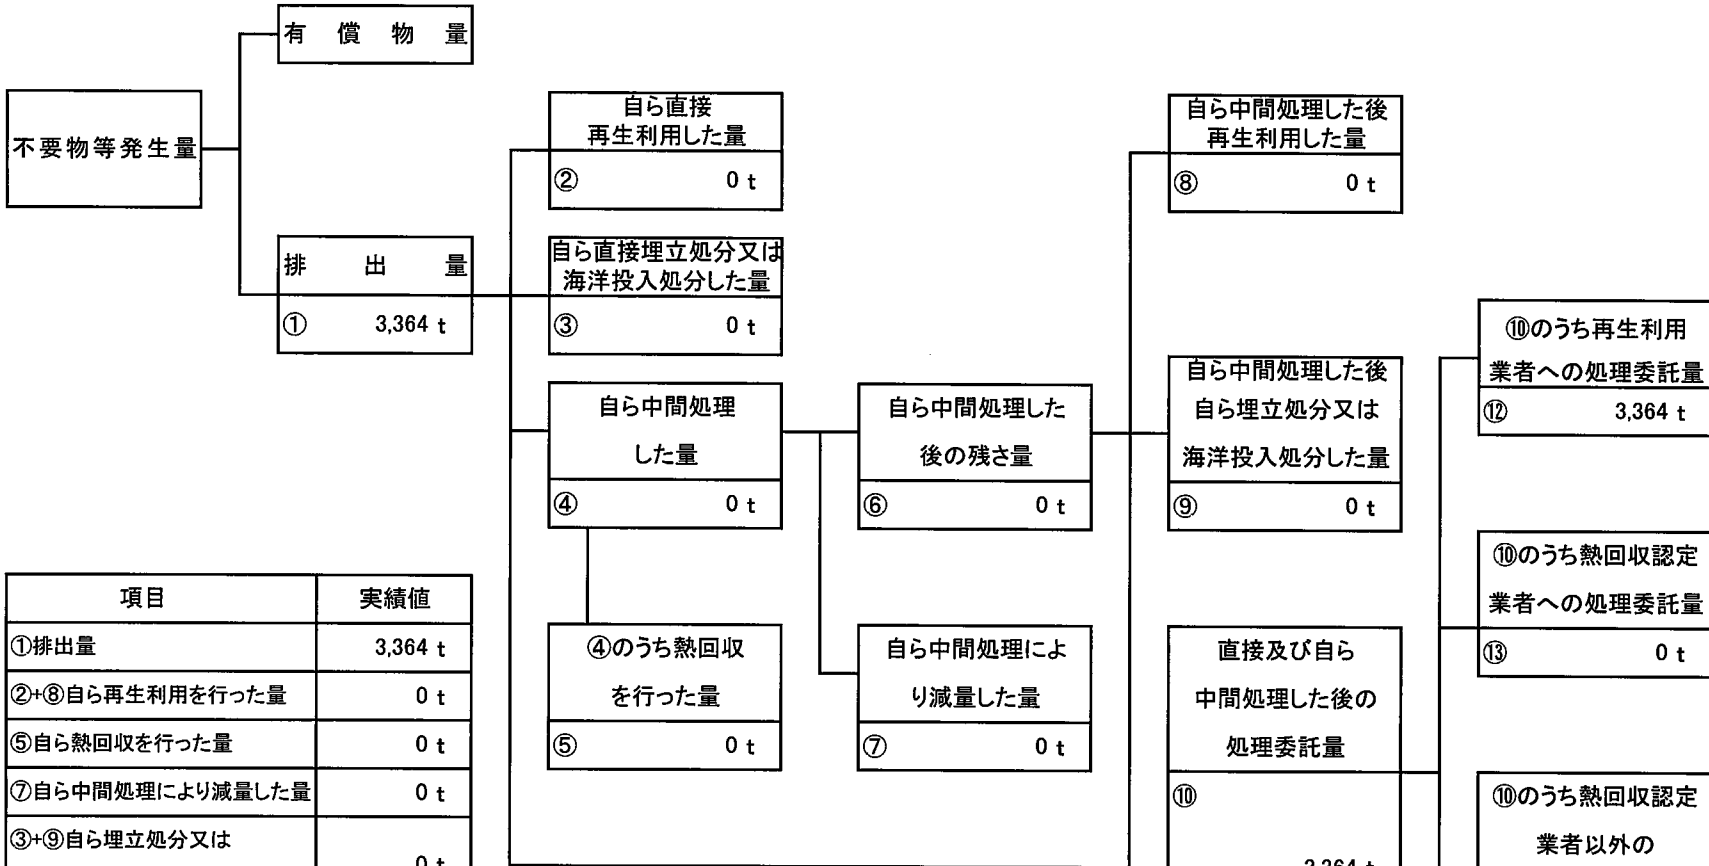 有償物量
不要物等発生量
排出量
① 3,364 t
自ら直接
再生利用した量
② 0 t
自ら直接埋立処分又は
海洋投入処分した量
③ 0 t
自ら中間処理
した量
④ 0 t
④のうち熱回収
を行った量
⑤ 0 t
自ら中間処理した
後の残さ量
⑥ 0 t
自ら中間処理によ
り減量した量
⑦ 0 t
自ら中間処理した後
再生利用した量
⑧ 0 t
自ら中間処理した後
自ら埋立処分又は
海洋投入処分した量
⑨ 0 t
直接及び自ら
中間処理した後の
処理委託量
⑩
3,364 t
⑩のうち再生利用
業者への処理委託量
⑫ 3,364 t
⑩のうち熱回収認定
業者への処理委託量
⑬ 0 t
⑩のうち熱回収認定
業者以外の
項目 実績値
①排出量 3,364 t
②+⑧自ら再生利用を行った量 0 t
⑤自ら熱回収を行った量 0 t
⑦自ら中間処理により減量した量 0 t
③+⑨自ら埋立処分又は
0 t